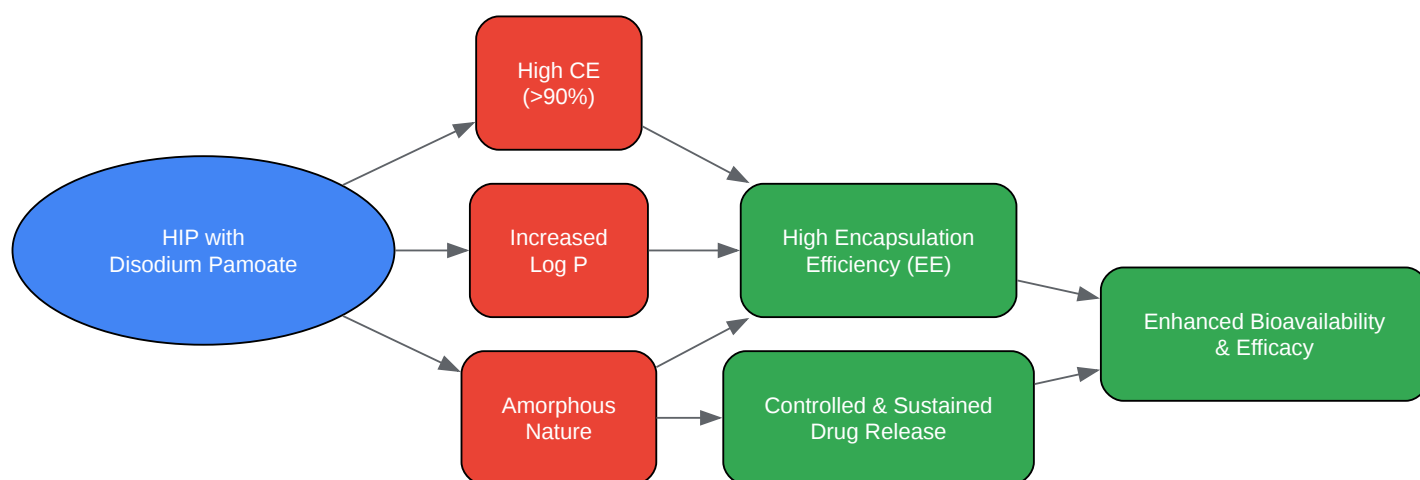 High CE
(>90%)
HIP with
Disodium Pamoate
Increased
Log P
High Encapsulation
Efficiency (EE)
Enhanced Bioavailability
& Efficacy
Amorphous
Nature
Controlled & Sustained
Drug Release